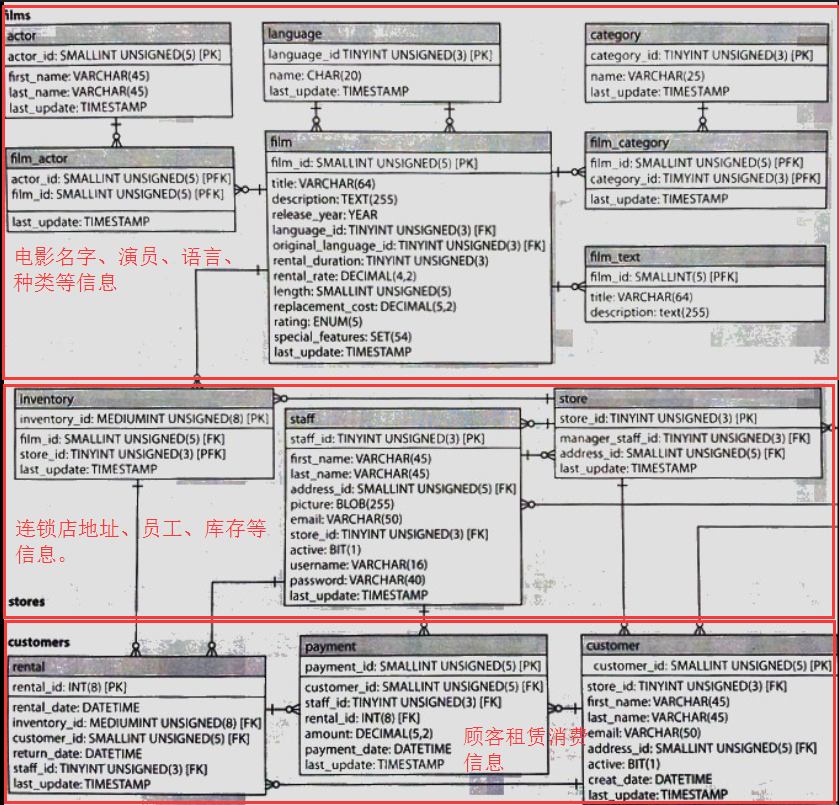 films
actor
actor_id: SMALLINT UNSIGNED(5) [PK]
first_name: VARCHAR(45)
last_name: VARCHAR(45)
last_update: TIMESTAMP
language
language_id TINYINT UNSIGNED(3) [PK]
name: CHAR(20)
last_update: TIMESTAMP
category
category_id: TINYINT UNSIGNED(3) [PK]
name: VARCHAR(25)
last_update: TIMESTAMP
film_actor
actor_id: SMALLINT UNSIGNED(5) [PFK]
film_id: SMALLINT UNSIGNED(5) [PFK]
last_update: TIMESTAMP
film
film_id: SMALLINT UNSIGNED(5) [PK]
title: VARCHAR(64)
description: TEXT(255)
release_year: YEAR
language_id: TINYINT UNSIGNED(3) [FK]
original_language_id: TINYINT UNSIGNED(3) [FK]
rental_duration: TINYINT UNSIGNED(3)
rental_rate: DECIMAL(4,2)
length: SMALLINT UNSIGNED(5)
replacement_cost: DECIMAL(5,2)
rating: ENUM(5)
special_features: SET(54)
last_update: TIMESTAMP
film_category
film_id: SMALLINT UNSIGNED(5) [PFK]
category_id: TIMYINT UNSIGNED(3) [PFK]
last_update: TIMESTAMP
film_text
film_id: SMALLINT(5) [PFK]
title: VARCHAR(64)
description: text(255)
电影名字、演员、语言、
种类等信息
inventory
inventory_id: MEDIUMINT UNSIGNED(8) [PK]
film_id: SMALLINT UNSIGNED(5) [FK]
store_id: TINYINT UNSIGNED(3) [PFK]
last_update: TIMESTAMP
staff
staff_id: TINYINT UNSIGNED(3) [PK]
first_name: VARCHAR(45)
last_name: VARCHAR(45)
address_id: SMALLINT UNSIGNED(5) [FK]
picture: BLOB(255)
email: VARCHAR(50)
store_id: TINYINT UNSIGNED(3) [FK]
active: BIT(1)
username: VARCHAR(16)
password: VARCHAR(40)
last_update: TIMESTAMP
store
store_id: TINYINT UNSIGNED(3) [PK]
manager_staff_id: TINYINT UNSIGNED(3) [FK]
address_id: SMALLINT UNSIGNED(5) [FK]
last_update: TIMESTAMP
连锁店地址、员工、库存等
信息。
stores
customers
rental
rental_id: INT(8) [PK]
rental_date: DATETIME
inventory_id: MEDIUMINT UNSIGNED(8) [FK]
customer_id: SMALLINT UNSIGNED(5) [FK]
return_date: DATETIME
staff_id: TINYINT UNSIGNED(3) [FK]
last_update: TIMESTAMP
payment
payment_id: SMALLINT UNSIGNED(5) [PK]
customer_id: SMALLINT UNSIGNED(5) [FK]
staff_id: TINYINT UNSIGNED(3) [FK]
rental_id: INT(8) [FK]
amount: DECIMAL(5,2)
payment_date: DATETIME
last_update: TIMESTAMP
顾客租赁消费
信息
customer
customer_id: SMALLINT UNSIGNED(5) [PK]
store_id: TINYINT UNSIGNED(3) [FK]
first_name: VARCHAR(45)
last_name: VARCHAR(45)
email: VARCHAR(50)
address_id: SMALLINT UNSIGNED(5) [FK]
active: BIT(1)
creat_date: DATETIME
last_update: TIMESTAMP